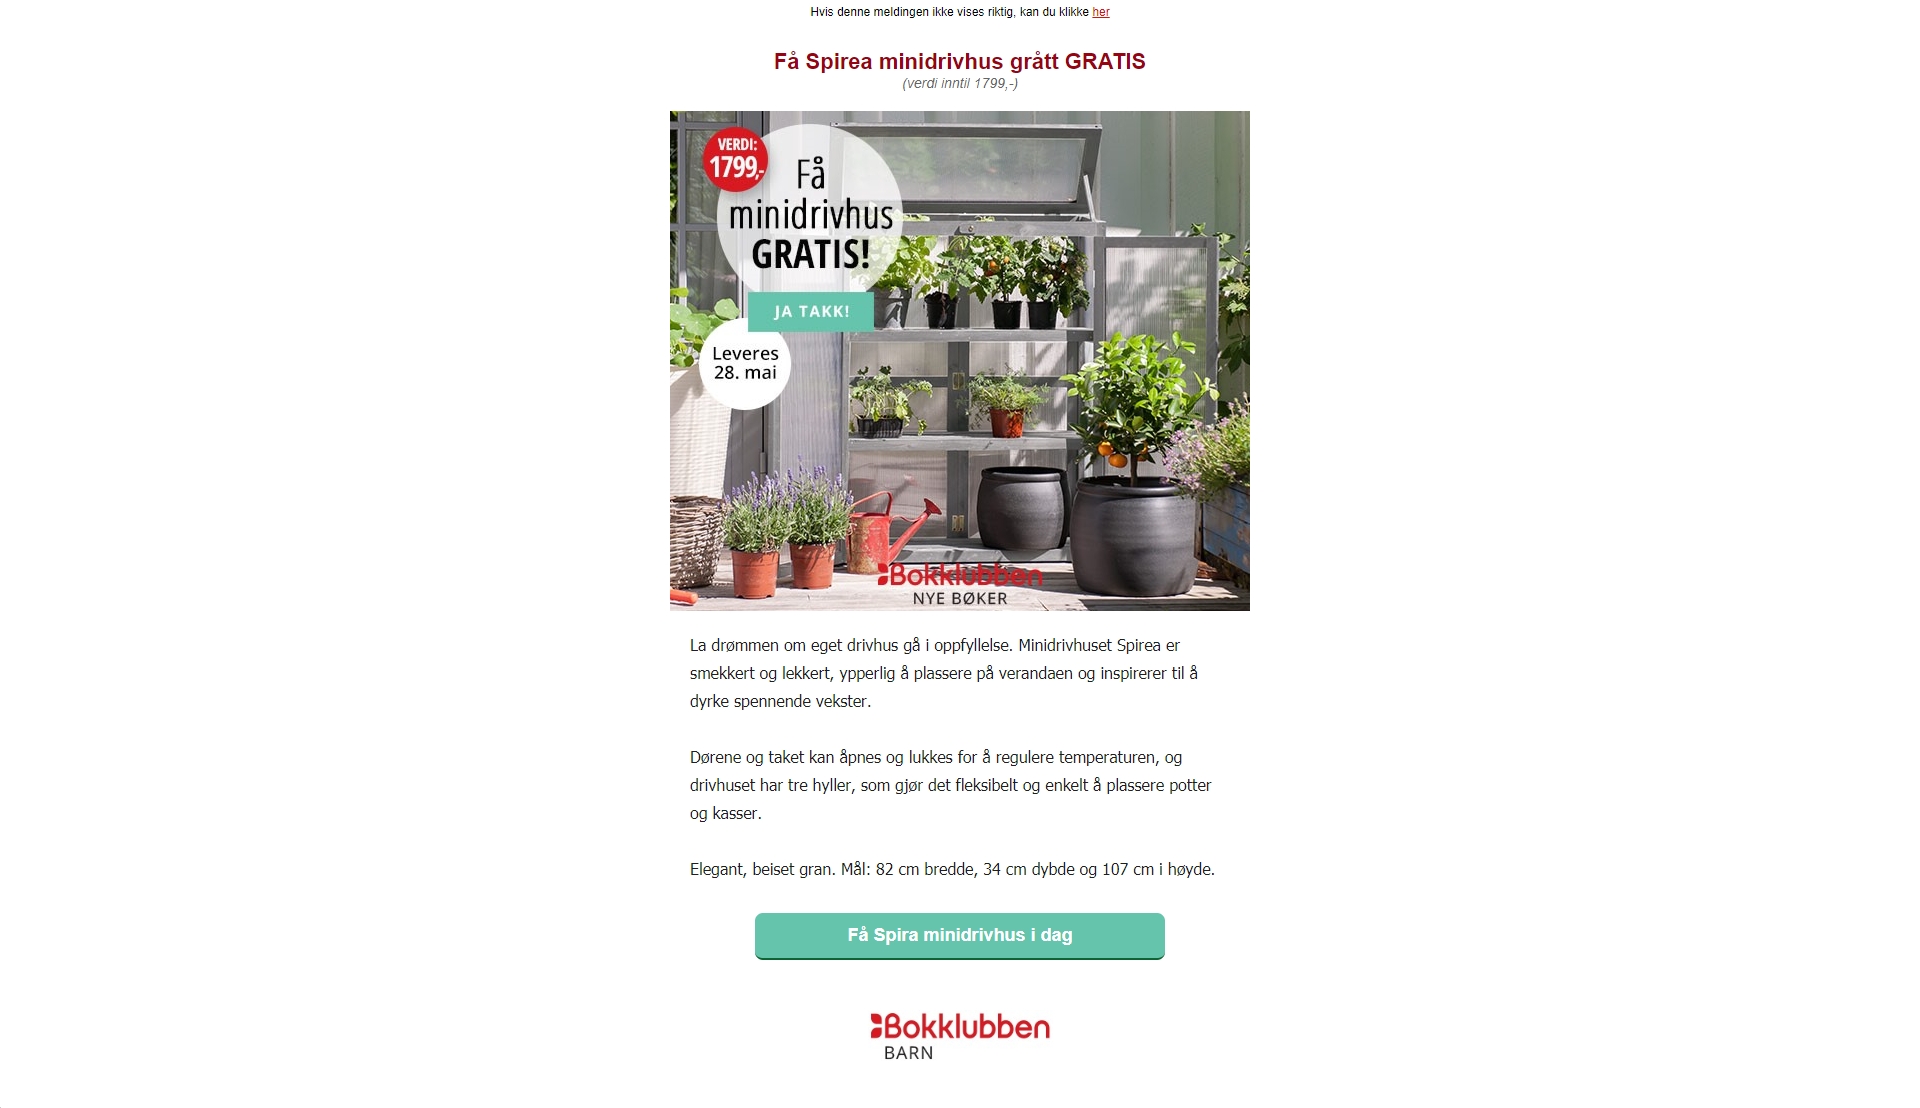 Hvis denne meldingen ikke vises riktig, kan du klikke her
Få Spirea minidrivhus grått GRATIS
(verdi inntil 1799,-)
VERDI:
1799,-
Få
minidrivhus
GRATIS!
JA TAKK!
Leveres
28. mai
Bokklubben
NYE BØKER
La drømmen om eget drivhus gå i oppfyllelse. Minidrivhuset Spirea er
smekkert og lekkert, ypperlig å plassere på verandaen og inspirerer til å
dyrke spennende vekster.
Dørene og taket kan åpnes og lukkes for å regulere temperaturen, og
drivhuset har tre hyller, som gjør det fleksibelt og enkelt å plassere potter
og kasser.
Elegant, beiset gran. Mål: 82 cm bredde, 34 cm dybde og 107 cm i høyde.
Få Spira minidrivhus i dag
Bokklubben
BARN